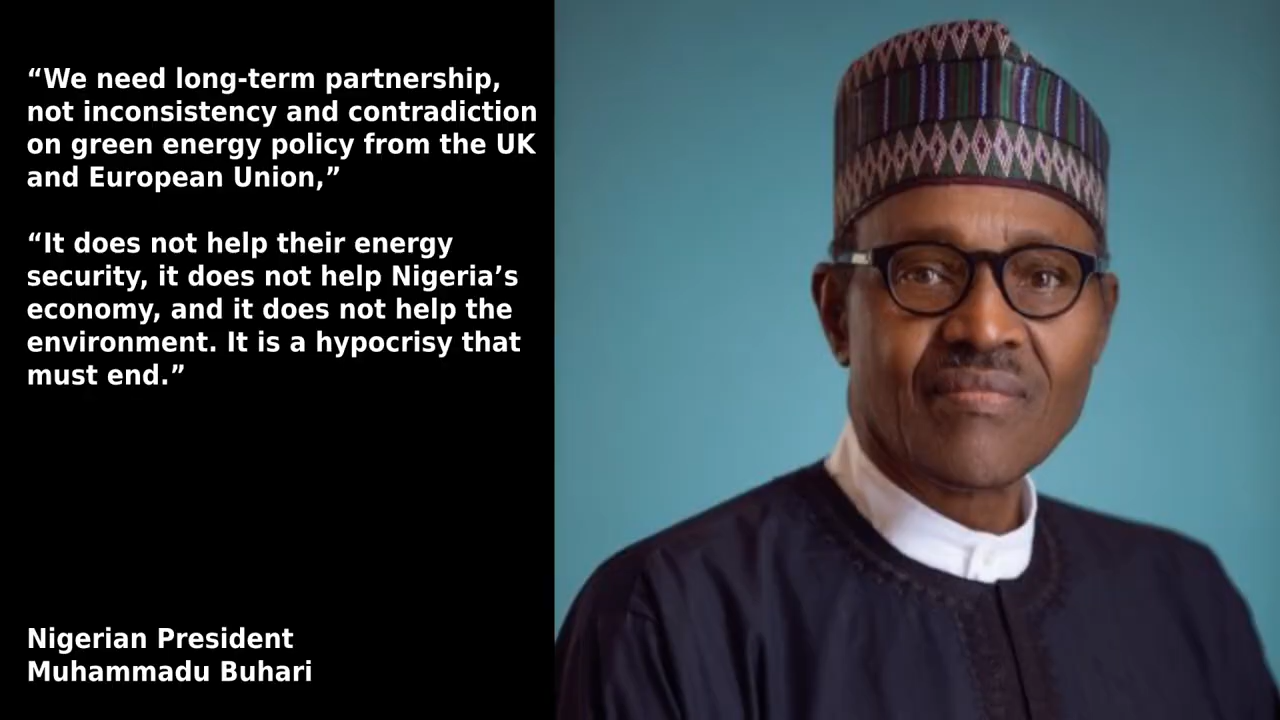 “We need long-term partnership,
not inconsistency and contradiction
on green energy policy from the UK
and European Union,”
“It does not help their energy
security, it does not help Nigeria’s
economy, and it does not help the
environment. It is a hypocrisy that
must end.”
Nigerian President
Muhammadu Buhari